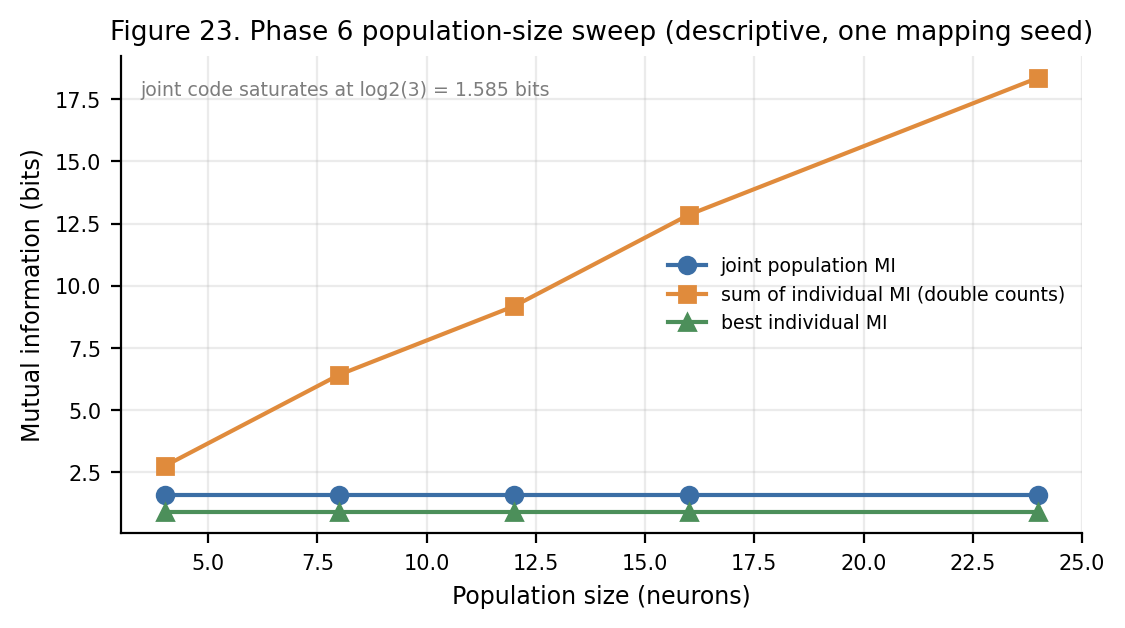 Figure 23. Phase 6 population-size sweep (descriptive, one mapping seed)
joint code saturates at log2(3) = 1.585 bits
17.5
15.0
12.5
10.0
7.5
5.0
2.5
Mutual information (bits)
joint population MI
sum of individual MI (double counts)
best individual MI
5.0
7.5
10.0
12.5
15.0
17.5
20.0
22.5
25.0
Population size (neurons)